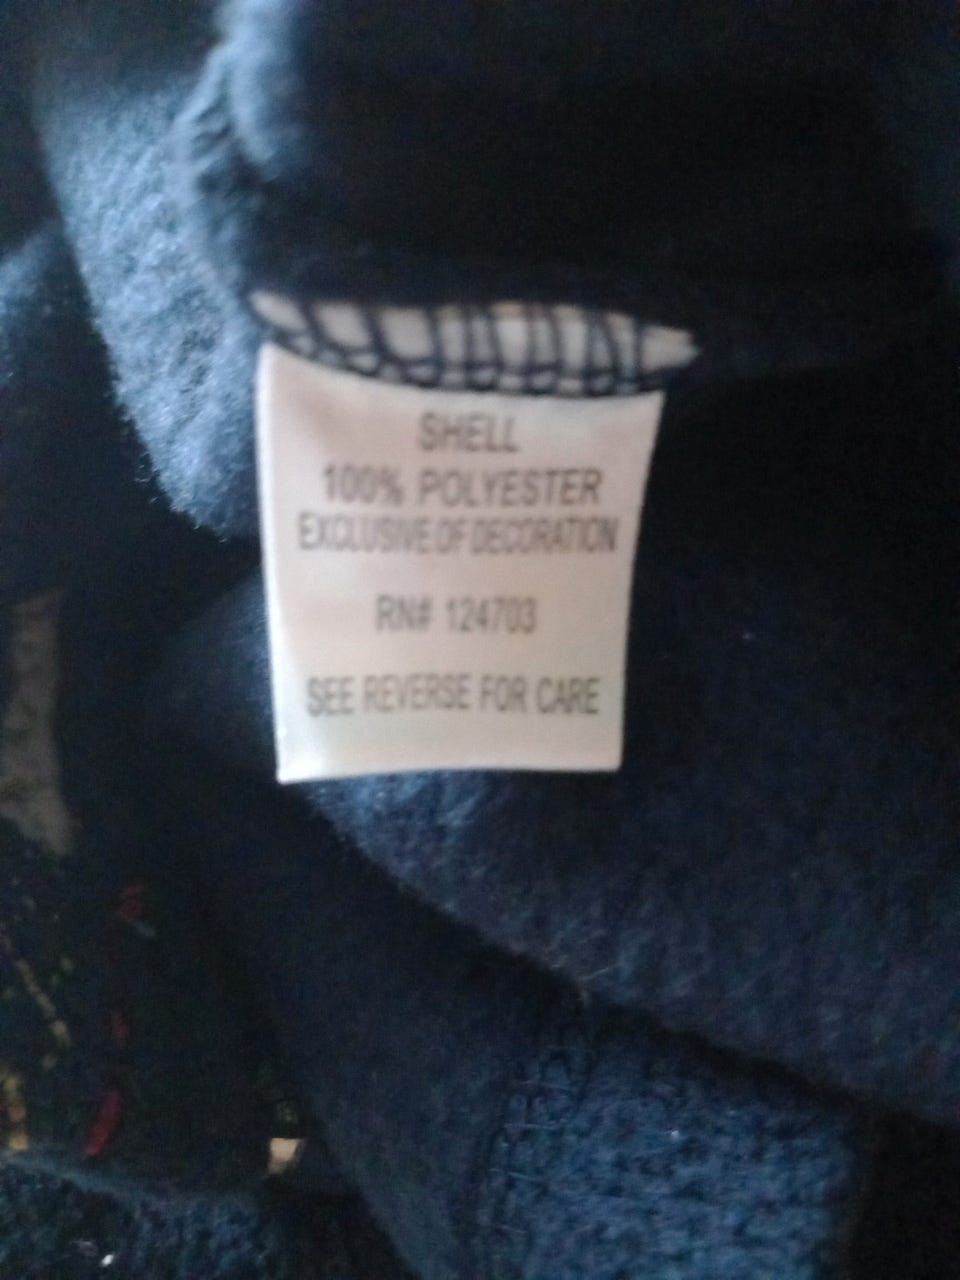 SHELL
100% POLYESTER
EXCLUSIVE OF DECORATION
RN# 124703
SEE REVERSE FOR CARE